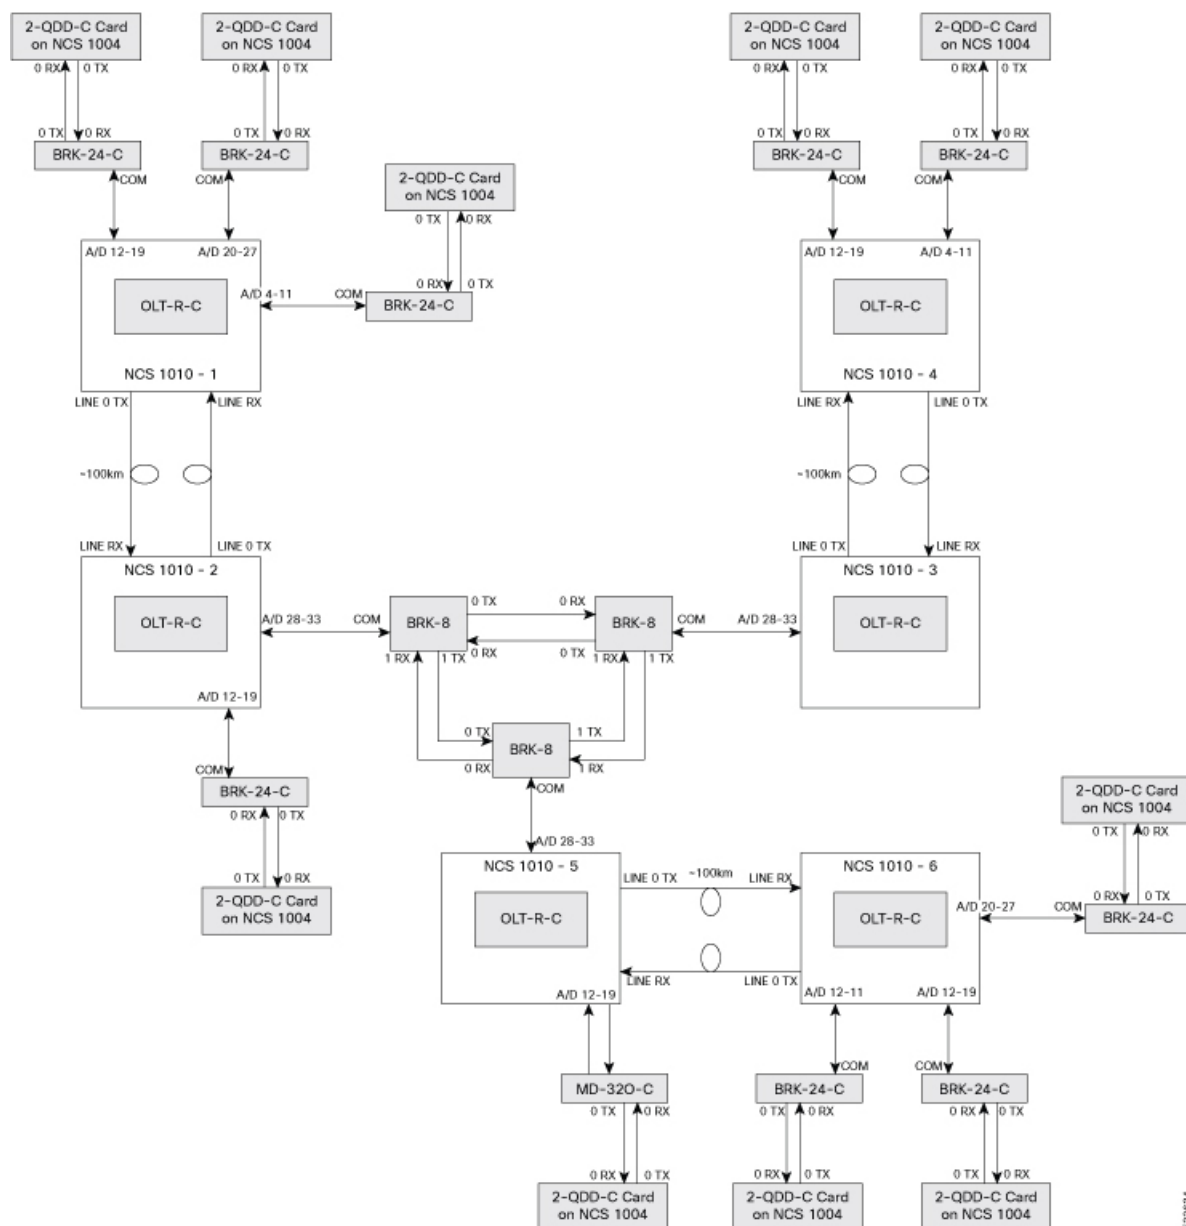 2-QDD-C Card
on NCS 1004
2-QDD-C Card
on NCS 1004
2-QDD-C Card
on NCS 1004
2-QDD-C Card
on NCS 1004
0 RX
0 TX
0 RX
0 TX
0 RX
0 TX
0 RX
0 TX
0 TX
0 RX
0 TX
0 RX
0 TX
0 RX
0 TX
0 RX
BRK-24-C
BRK-24-C
BRK-24-C
BRK-24-C
COM
COM
COM
COM
2-QDD-C Card
on NCS 1004
0 TX
0 RX
0 RX
0 TX
BRK-24-C
COM
A/D 12-19
A/D 20-27
A/D 4-11
OLT-R-C
NCS 1010 - 1
A/D 12-19
A/D 4-11
OLT-R-C
NCS 1010 - 4
LINE 0 TX
LINE RX
LINE RX
LINE 0 TX
~100km
~100km
LINE RX
LINE 0 TX
LINE 0 TX
LINE RX
NCS 1010 - 2
OLT-R-C
A/D 28-33
A/D 12-19
COM
BRK-8
0 TX
0 RX
BRK-8
COM
A/D 28-33
0 RX
0 TX
1 RX
1 TX
1 RX
1 TX
NCS 1010 - 3
OLT-R-C
0 TX
1 TX
BRK-8
0 RX
1 RX
COM
COM
BRK-24-C
0 RX
0 TX
0 TX
0 RX
2-QDD-C Card
on NCS 1004
A/D 28-33
NCS 1010 - 5
OLT-R-C
A/D 12-19
LINE 0 TX
~100km
LINE RX
LINE RX
LINE 0 TX
NCS 1010 - 6
OLT-R-C
A/D 20-27
A/D 12-11
A/D 12-19
COM
2-QDD-C Card
on NCS 1004
0 TX
0 RX
0 RX
0 TX
BRK-24-C
MD-32O-C
0 TX
0 RX
0 RX
0 TX
2-QDD-C Card
on NCS 1004
COM
BRK-24-C
0 TX
0 RX
0 RX
0 TX
2-QDD-C Card
on NCS 1004
COM
BRK-24-C
0 RX
0 TX
0 TX
0 RX
2-QDD-C Card
on NCS 1004